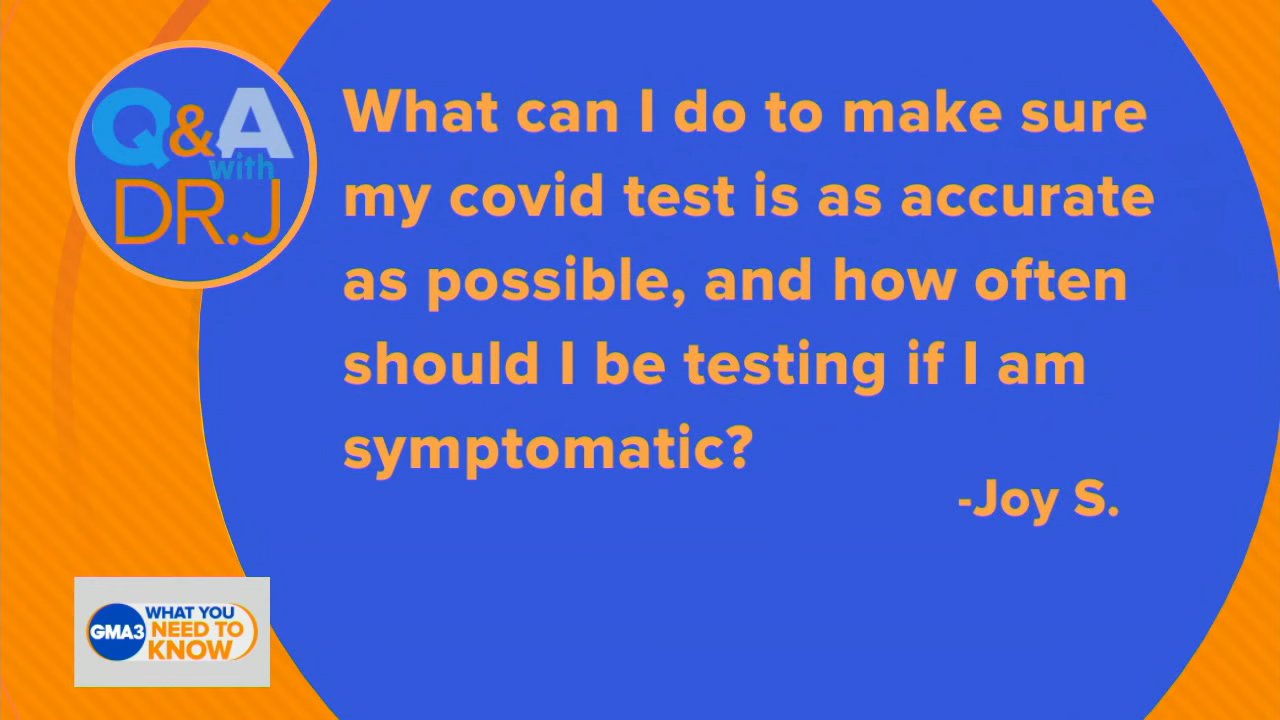 Q&A
with
DR.J
What can I do to make sure
my covid test is as accurate
as possible, and how often
should I be testing if I am
symptomatic?
-Joy S.
GMA3
WHAT YOU
NEED TO
KNOW